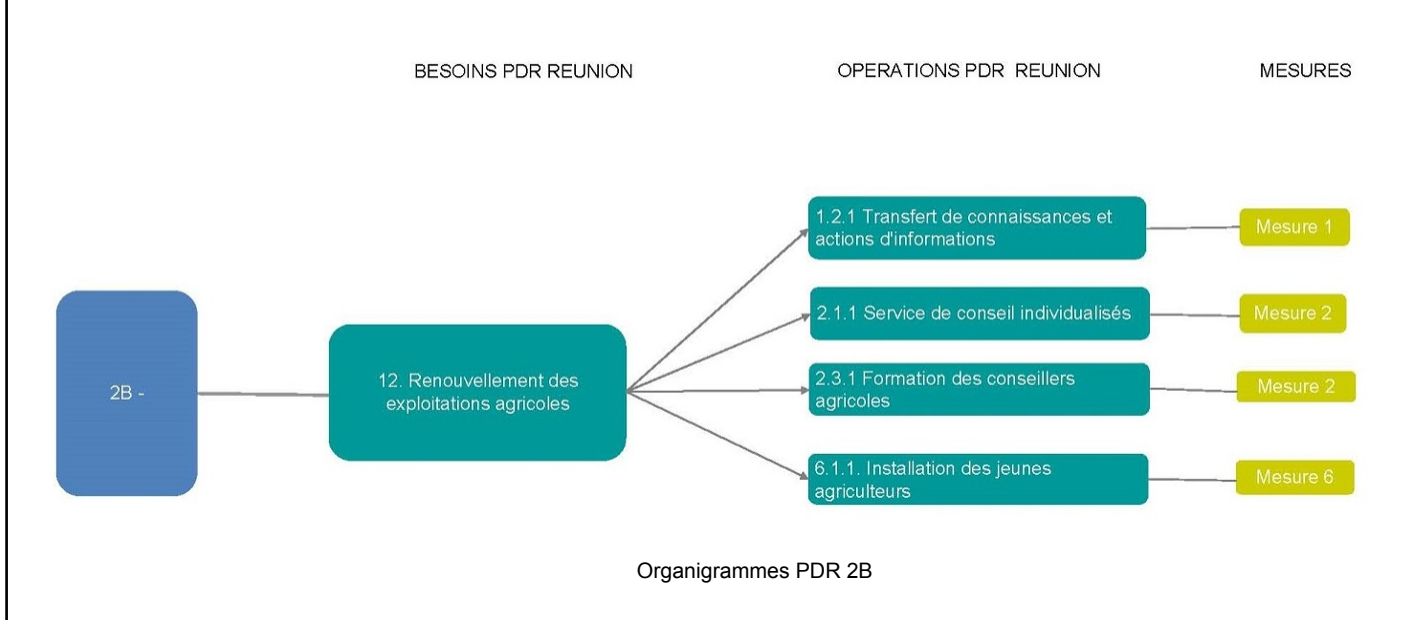 BESOINS PDR REUNION
OPERATIONS PDR REUNION
MESURES
2B -
12. Renouvellement des
exploitations agricoles
1.2.1 Transfert de connaissances et
actions d'informations
Mesure 1
2.1.1 Service de conseil individualisés
Mesure 2
2.3.1 Formation des conseillers
agricoles
Mesure 2
6.1.1. Installation des jeunes
agriculteurs
Mesure 6
Organigrammes PDR 2B